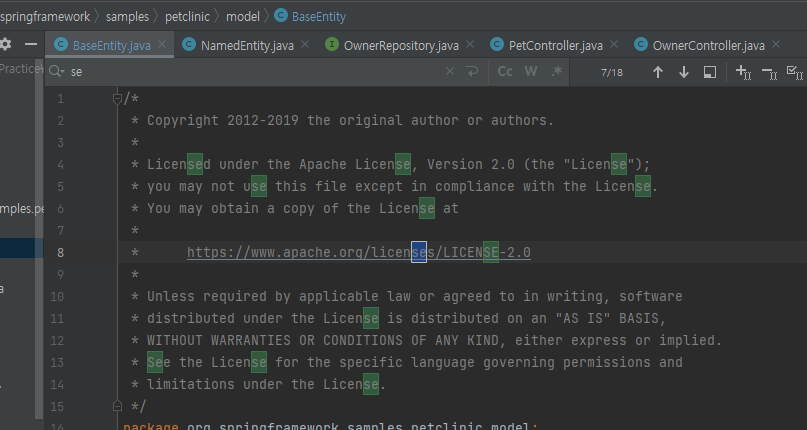 springframework › samples › petclinic › model › BaseEntity
BaseEntity.java NamedEntity.java OwnerRepository.java PetController.java OwnerController.java
Practice
se Cc W .* 7/18
1 /*
2 * Copyright 2012-2019 the original author or authors.
3 *
4 * Licensed under the Apache License, Version 2.0 (the "License");
5 * you may not use this file except in compliance with the License.
6 * You may obtain a copy of the License at
mples.pe
7 *
8 * https://www.apache.org/licenses/LICENSE-2.0
9 *
10 * Unless required by applicable law or agreed to in writing, software
11 * distributed under the License is distributed on an "AS IS" BASIS,
12 * WITHOUT WARRANTIES OR CONDITIONS OF ANY KIND, either express or implied.
13 * See the License for the specific language governing permissions and
14 * limitations under the License.
15 */
16 package org.springframework.samples.petclinic.model;